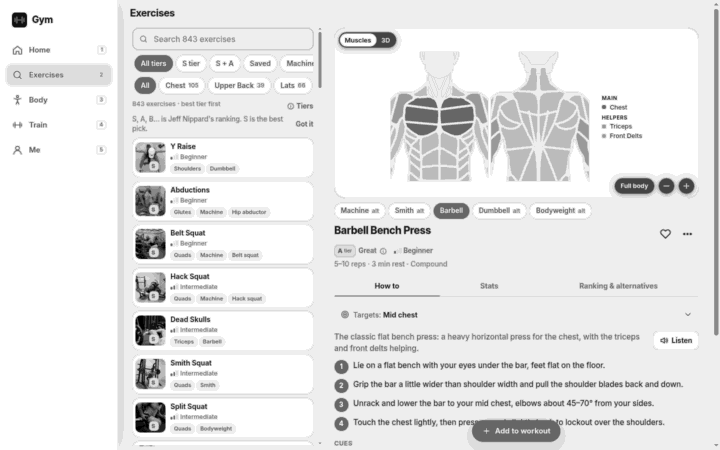 Gym
Home 1
Exercises 2
Body 3
Train 4
Me 5
Exercises
Search 843 exercises
All tiers S tier S + A Saved Machin
All Chest 105 Upper Back 39 Lats 66
843 exercises · best tier first Tiers
S, A, B... is Jeff Nippard's ranking. S is the best pick. Got it
Y Raise
Beginner
Shoulders Dumbbell
S
Abductions
Beginner
Glutes Machine Hip abductor
S
Belt Squat
Beginner
Quads Machine Belt squat
S
Hack Squat
Intermediate
Quads Machine Hack squat
S
Dead Skulls
Intermediate
Triceps Barbell
S
Smith Squat
Intermediate
Quads Smith
S
Split Squat
Intermediate
Quads Bodyweight
S
Muscles 3D
MAIN
Chest
HELPERS
Triceps
Front Delts
Full body − +
Machine alt Smith alt Barbell Dumbbell alt Bodyweight alt
Barbell Bench Press
A tier Great Beginner
5–10 reps · 3 min rest · Compound
How to Stats Ranking & alternatives
Targets: Mid chest
The classic flat bench press: a heavy horizontal press for the chest, with the triceps
and front delts helping.
Listen
1 Lie on a flat bench with your eyes under the bar, feet flat on the floor.
2 Grip the bar a little wider than shoulder width and pull the shoulder blades back and down.
3 Unrack and lower the bar to your mid chest, elbows about 45–70° from your sides.
4 Touch the chest lightly, then press lockout over the shoulders.
+ Add to workout
CUES